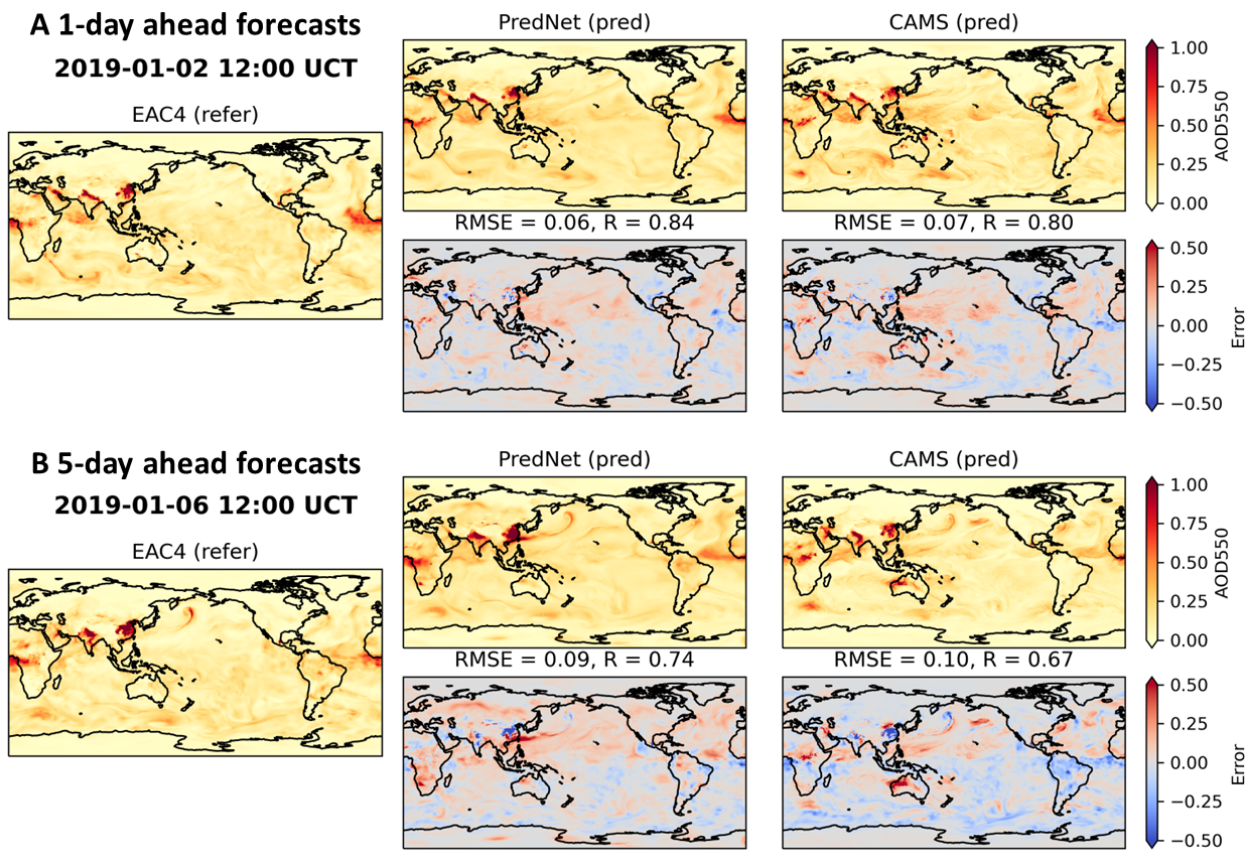 A 1-day ahead forecasts
2019-01-02 12:00 UCT
EAC4 (refer)
PredNet (pred)
CAMS (pred)
1.00
0.75
0.50
0.25
0.00
AOD550
RMSE = 0.06, R = 0.84
RMSE = 0.07, R = 0.80
0.50
0.25
0.00
−0.25
−0.50
Error
B 5-day ahead forecasts
2019-01-06 12:00 UCT
EAC4 (refer)
PredNet (pred)
CAMS (pred)
1.00
0.75
0.50
0.25
0.00
AOD550
RMSE = 0.09, R = 0.74
RMSE = 0.10, R = 0.67
0.50
0.25
0.00
−0.25
−0.50
Error